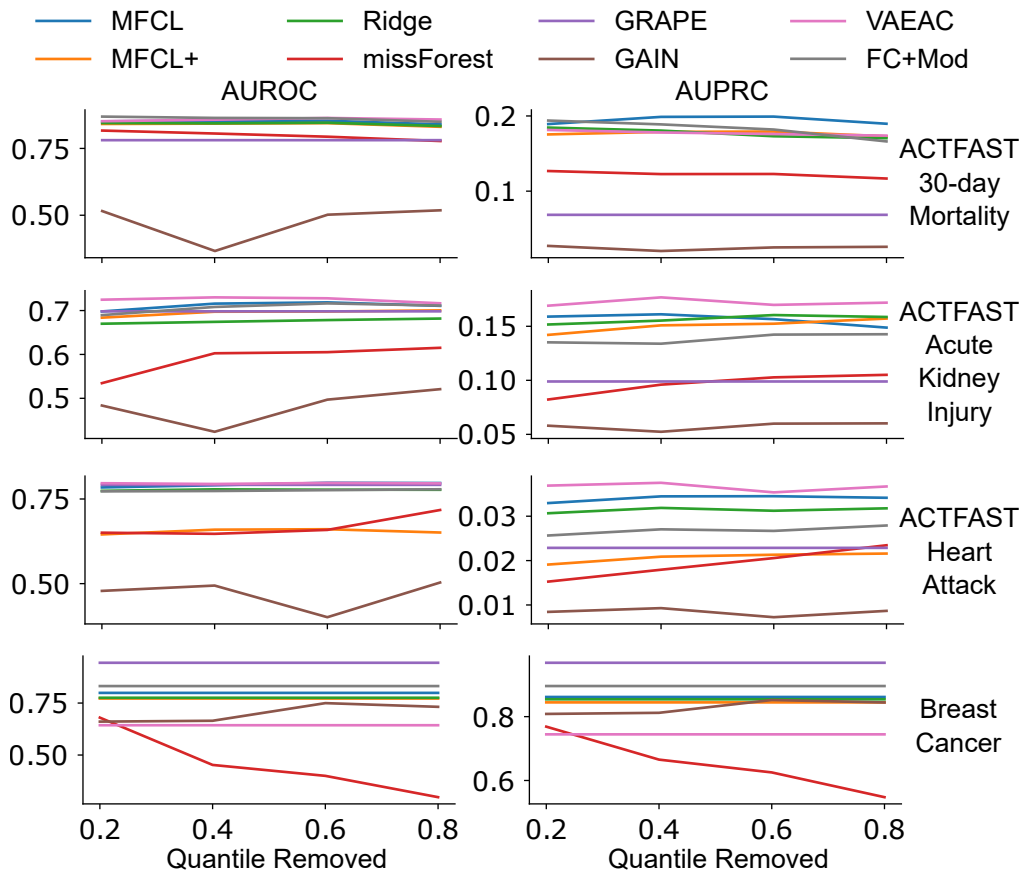 MFCL Ridge GRAPE VAEAC
MFCL+ missForest GAIN FC+Mod
AUROC AUPRC
0.75
0.50
0.2
0.1
ACTFAST
30-day
Mortality
0.7
0.6
0.5
0.15
0.10
0.05
ACTFAST
Acute
Kidney
Injury
0.75
0.50
0.03
0.02
0.01
ACTFAST
Heart
Attack
0.75
0.50
0.8
0.6
Breast
Cancer
0.2 0.4 0.6 0.8 0.2 0.4 0.6 0.8
Quantile Removed Quantile Removed